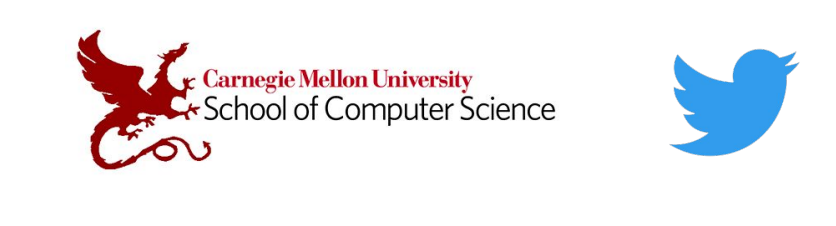 Carnegie Mellon University
School of Computer Science